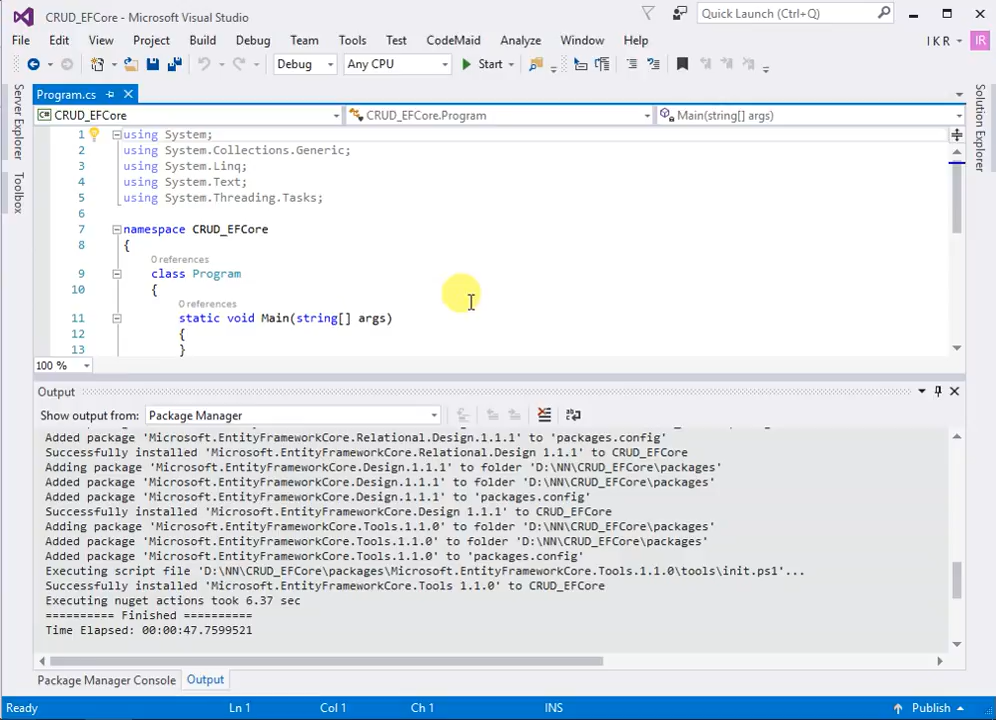 CRUD_EFCore - Microsoft Visual Studio
Quick Launch (Ctrl+Q)
File Edit View Project Build Debug Team Tools Test CodeMaid Analyze Window Help
I K R IR
Debug Any CPU Start
Program.cs
CRUD_EFCore CRUD_EFCore.Program Main(string[] args)
Server Explorer
Toolbox
Solution Explorer
1 using System;
2 using System.Collections.Generic;
3 using System.Linq;
4 using System.Text;
5 using System.Threading.Tasks;
6
7 namespace CRUD_EFCore
8 {
0 references
9 class Program
10 {
0 references
11 static void Main(string[] args)
12 {
13 }
100 %
Output
Show output from: Package Manager
Added package 'Microsoft.EntityFrameworkCore.Relational.Design.1.1.1' to 'packages.config'
Successfully installed 'Microsoft.EntityFrameworkCore.Relational.Design 1.1.1' to CRUD_EFCore
Adding package 'Microsoft.EntityFrameworkCore.Design.1.1.1' to folder 'D:\NN\CRUD_EFCore\packages'
Added package 'Microsoft.EntityFrameworkCore.Design.1.1.1' to folder 'D:\NN\CRUD_EFCore\packages'
Added package 'Microsoft.EntityFrameworkCore.Design.1.1.1' to 'packages.config'
Successfully installed 'Microsoft.EntityFrameworkCore.Design 1.1.1' to CRUD_EFCore
Adding package 'Microsoft.EntityFrameworkCore.Tools.1.1.0' to folder 'D:\NN\CRUD_EFCore\packages'
Added package 'Microsoft.EntityFrameworkCore.Tools.1.1.0' to folder 'D:\NN\CRUD_EFCore\packages'
Added package 'Microsoft.EntityFrameworkCore.Tools.1.1.0' to 'packages.config'
Executing script file 'D:\NN\CRUD_EFCore\packages\Microsoft.EntityFrameworkCore.Tools.1.1.0\tools\init.ps1'...
Successfully installed 'Microsoft.EntityFrameworkCore.Tools 1.1.0' to CRUD_EFCore
Executing nuget actions took 6.37 sec
========== Finished ==========
Time Elapsed: 00:00:47.7599521
Package Manager Console Output
Ready Ln 1 Col 1 Ch 1 INS Publish